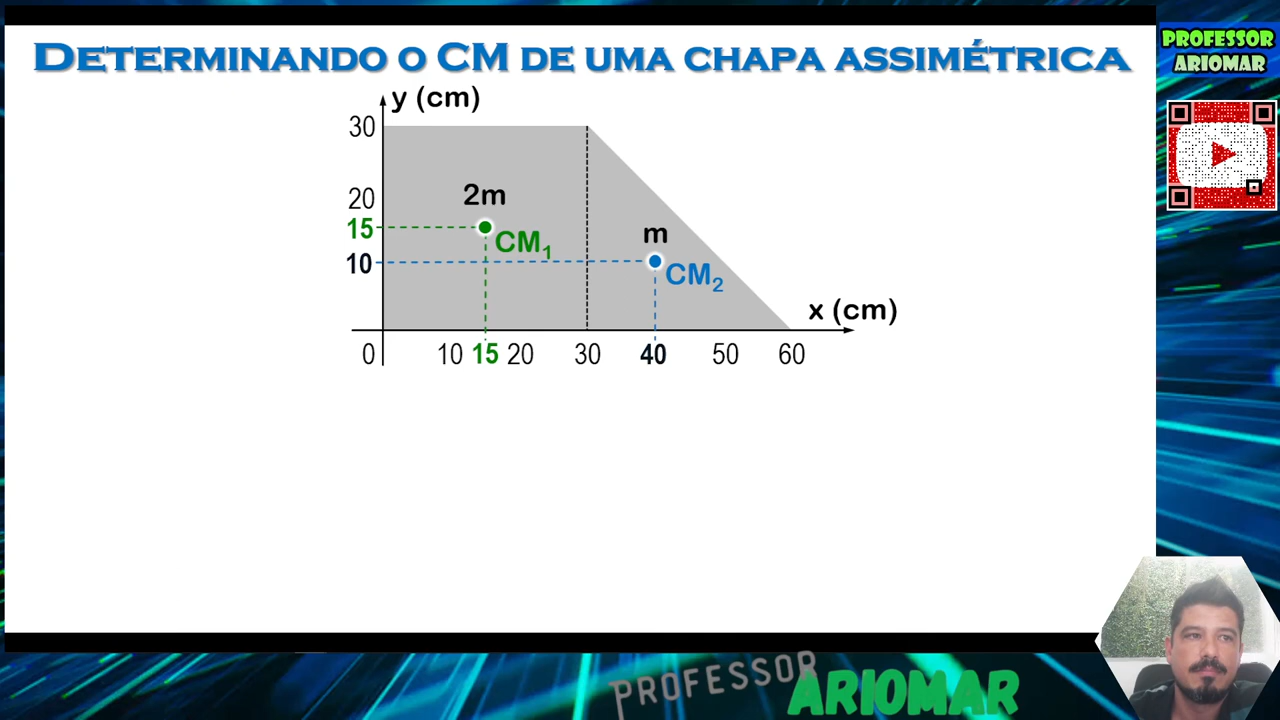 DETERMINANDO O CM DE UMA CHAPA ASSIMÉTRICA
PROFESSOR
ARIOMAR
y (cm)
30
20
2m
15
CM₁
m
10
CM₂
x (cm)
0 10 15 20 30 40 50 60
PROFESSOR ARIOMAR